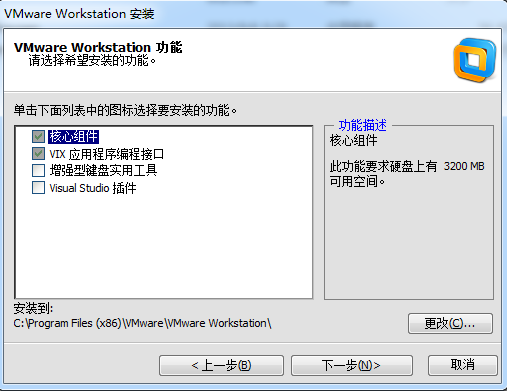 VMware Workstation 安装
VMware Workstation 功能
请选择希望安装的功能。
单击下面列表中的图标选择要安装的功能。
核心组件
VIX 应用程序编程接口
增强型键盘实用工具
Visual Studio 插件
功能描述
核心组件
此功能要求硬盘上有 3200 MB
可用空间。
安装到:
C:\Program Files (x86)\VMware\VMware Workstation\
更改(C)...
< 上一步(B)
下一步(N)>
取消